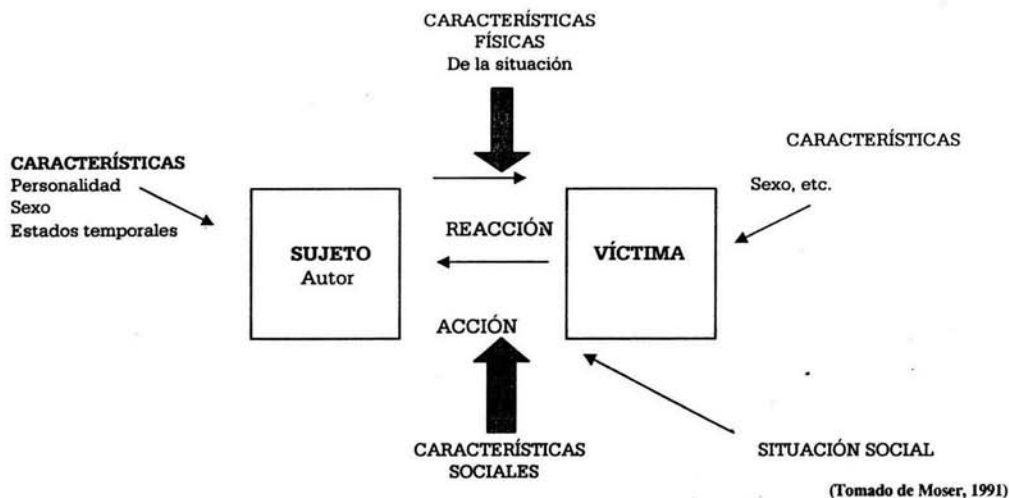 CARACTERÍSTICAS
FÍSICAS
De la situación
CARACTERÍSTICAS
Personalidad
Sexo
Estados temporales
CARACTERÍSTICAS
Sexo, etc.
SUJETO
Autor
REACCIÓN
VÍCTIMA
ACCIÓN
CARACTERÍSTICAS
SOCIALES
SITUACIÓN SOCIAL
(Tomado de Moser, 1991)